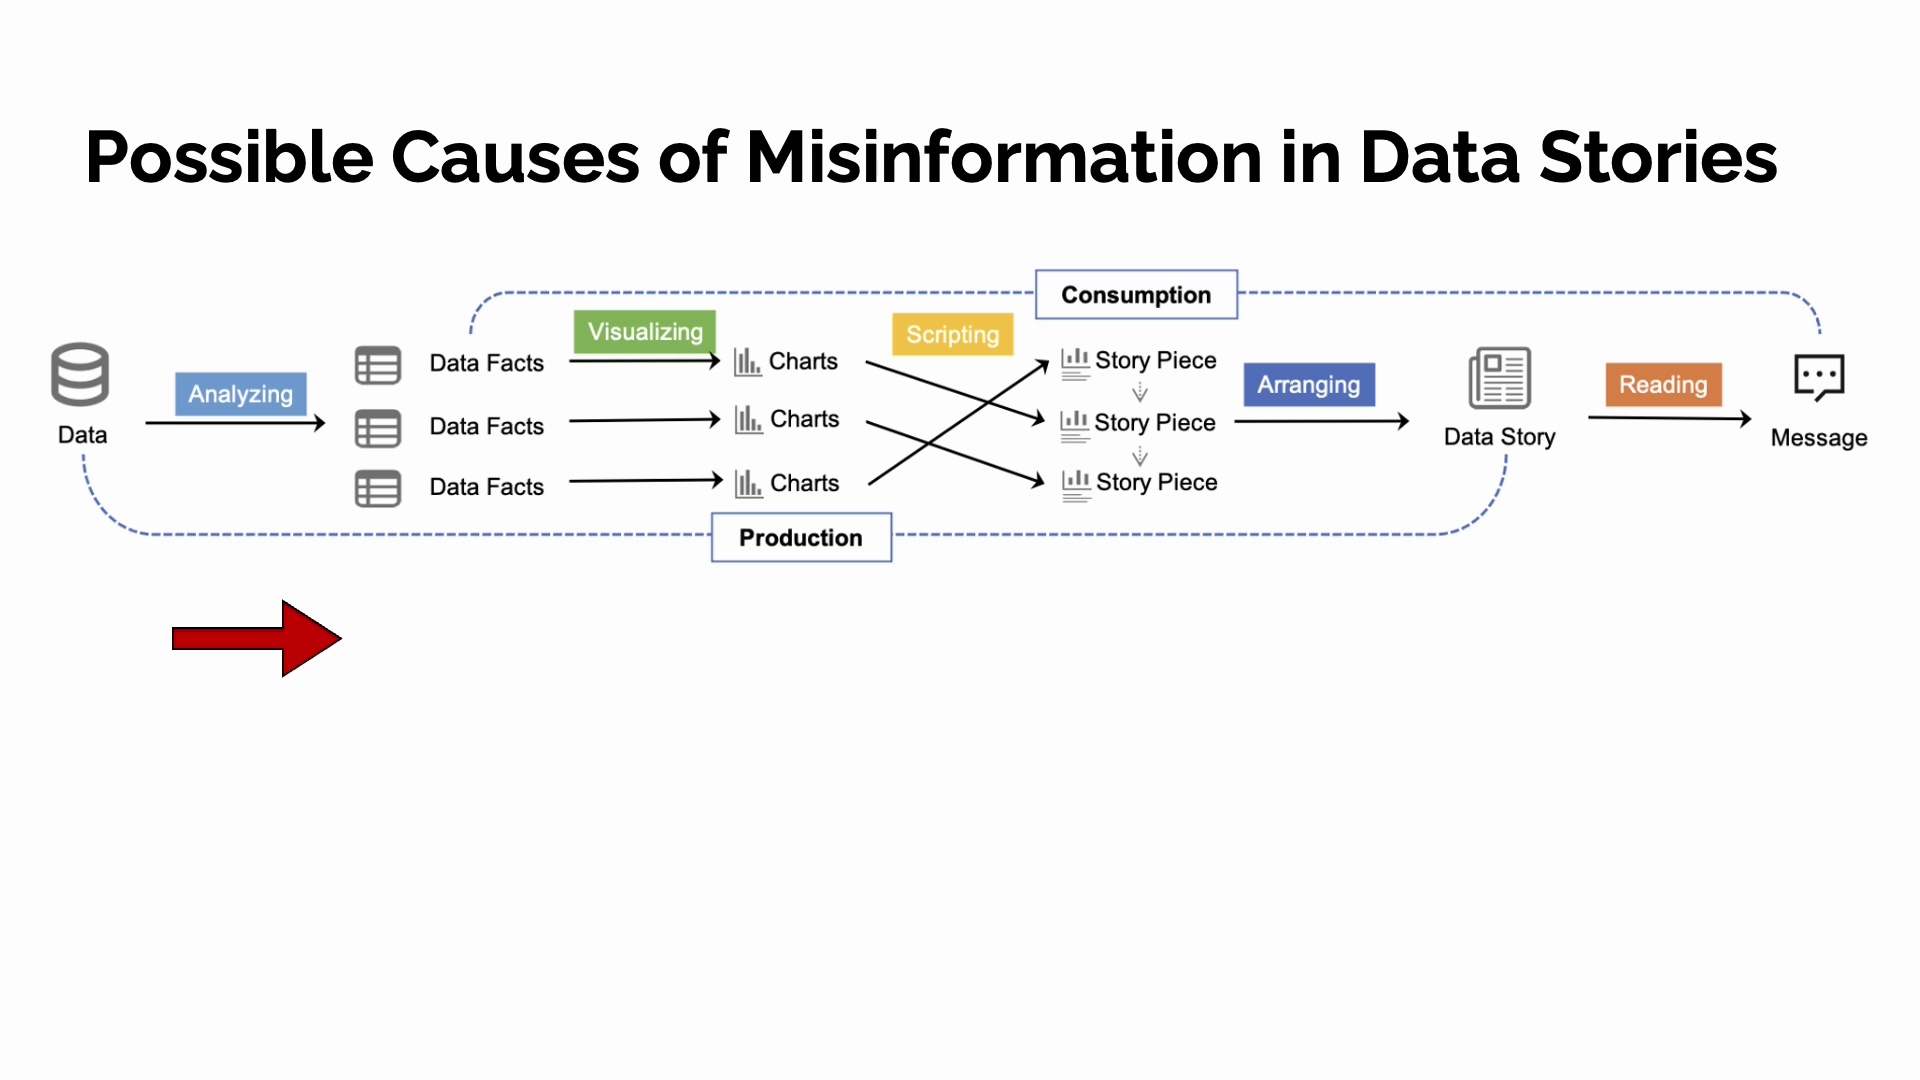 Possible Causes of Misinformation in Data Stories
Consumption
Visualizing
Scripting
Analyzing
Arranging
Reading
Data Facts
Charts
Story Piece
Data Facts
Charts
Story Piece
Data
Data Story
Message
Data Facts
Charts
Story Piece
Production